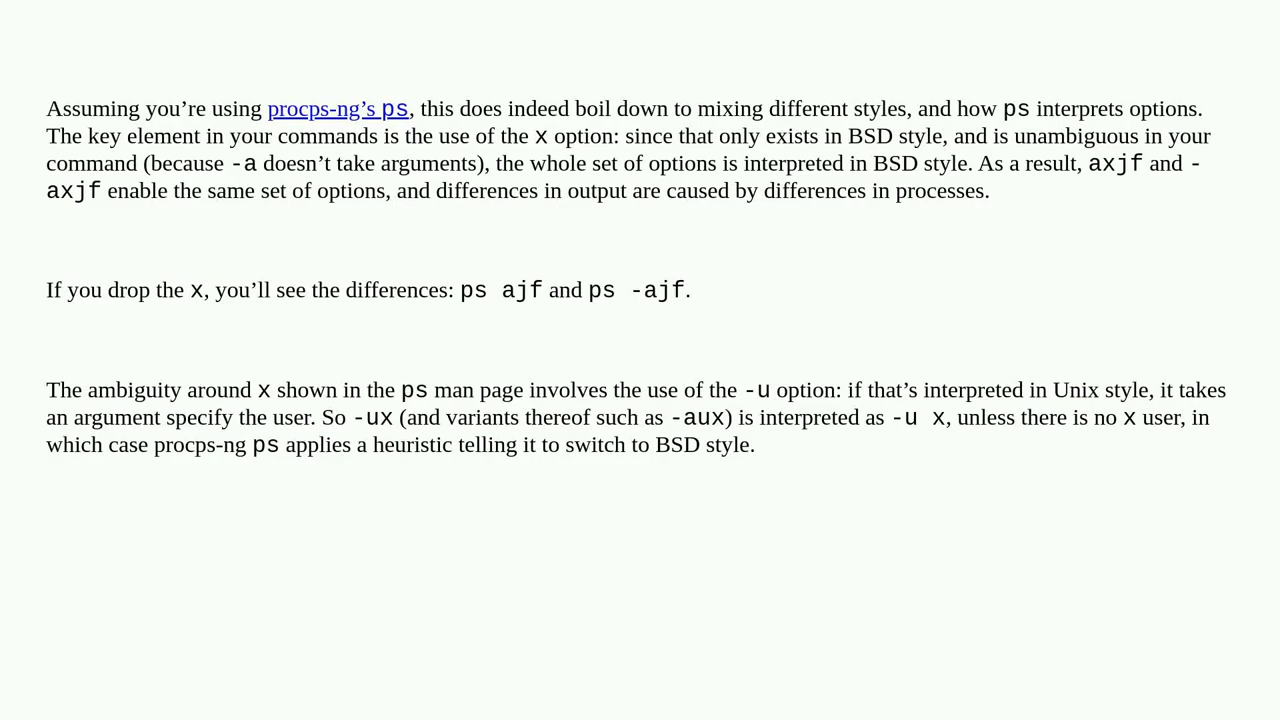 Assuming you’re using procps-ng’s ps, this does indeed boil down to mixing different styles, and how ps interprets options.
The key element in your commands is the use of the x option: since that only exists in BSD style, and is unambiguous in your
command (because -a doesn’t take arguments), the whole set of options is interpreted in BSD style. As a result, axjf and -
axjf enable the same set of options, and differences in output are caused by differences in processes.
If you drop the x, you’ll see the differences: ps ajf and ps -ajf.
The ambiguity around x shown in the ps man page involves the use of the -u option: if that’s interpreted in Unix style, it takes
an argument specify the user. So -ux (and variants thereof such as -aux) is interpreted as -u x, unless there is no x user, in
which case procps-ng ps applies a heuristic telling it to switch to BSD style.